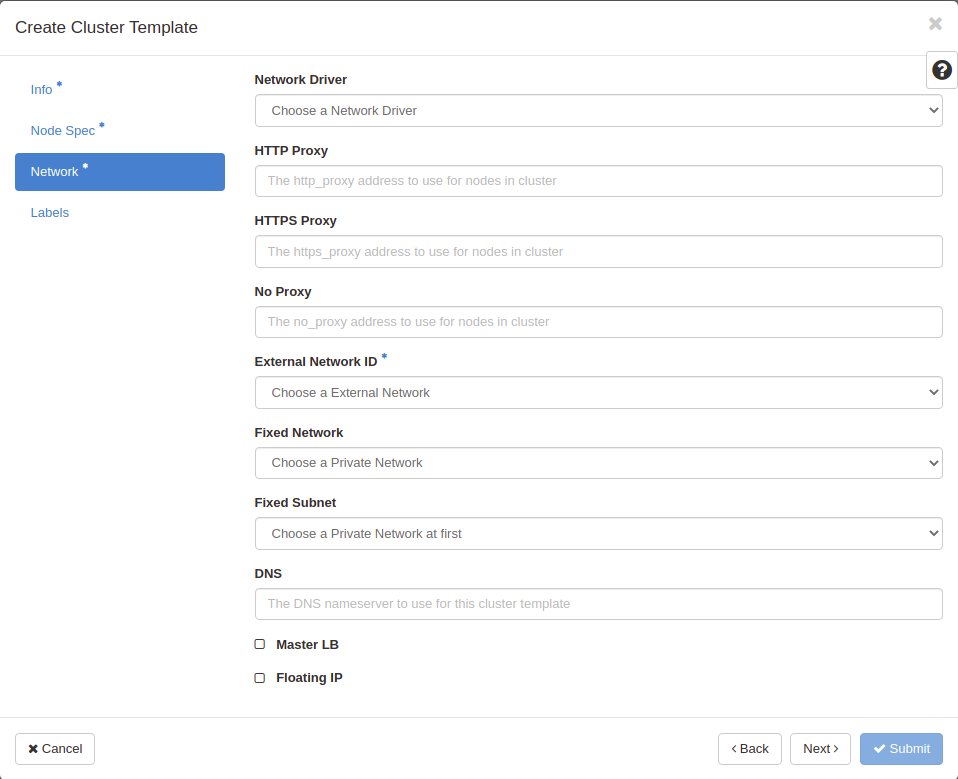 Create Cluster Template
Info *
Node Spec *
Network *
Labels
Network Driver
Choose a Network Driver
HTTP Proxy
The http_proxy address to use for nodes in cluster
HTTPS Proxy
The https_proxy address to use for nodes in cluster
No Proxy
The no_proxy address to use for nodes in cluster
External Network ID *
Choose a External Network
Fixed Network
Choose a Private Network
Fixed Subnet
Choose a Private Network at first
DNS
The DNS nameserver to use for this cluster template
Master LB
Floating IP
Cancel
Back
Next
Submit